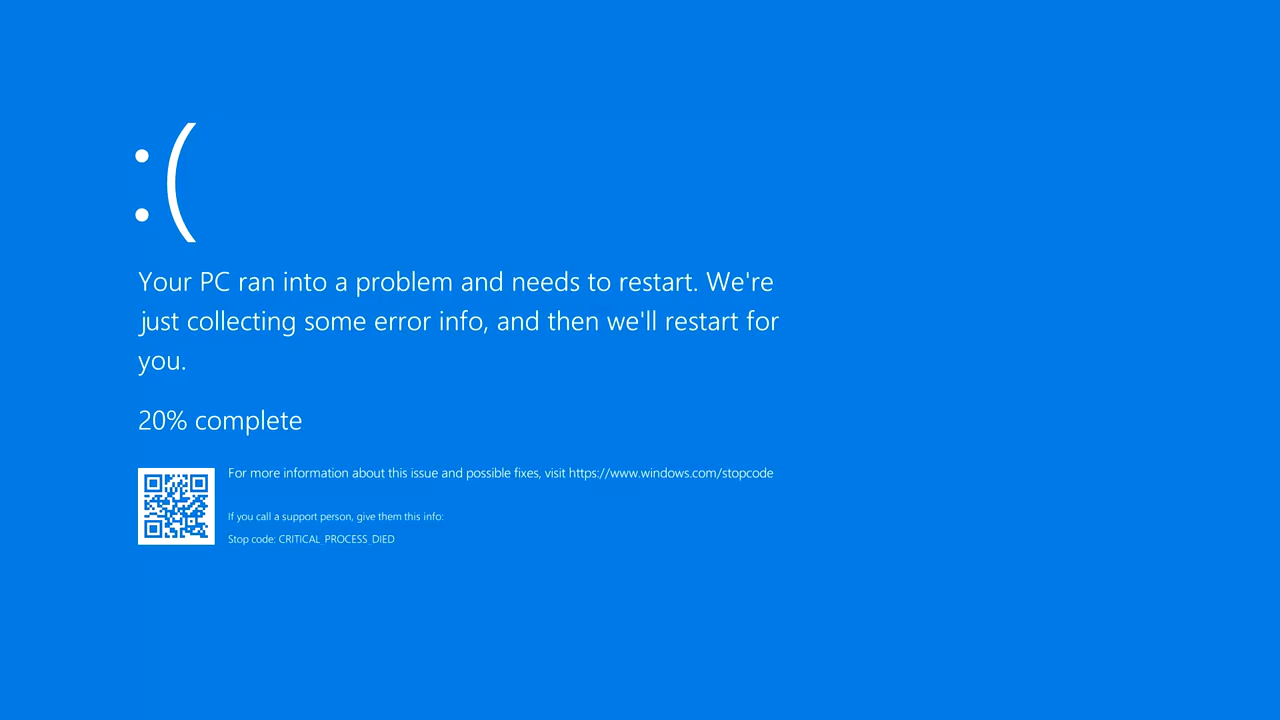 :(
Your PC ran into a problem and needs to restart. We're
just collecting some error info, and then we'll restart for
you.
20% complete
For more information about this issue and possible fixes, visit https://www.windows.com/stopcode
If you call a support person, give them this info:
Stop code: CRITICAL_PROCESS_DIED